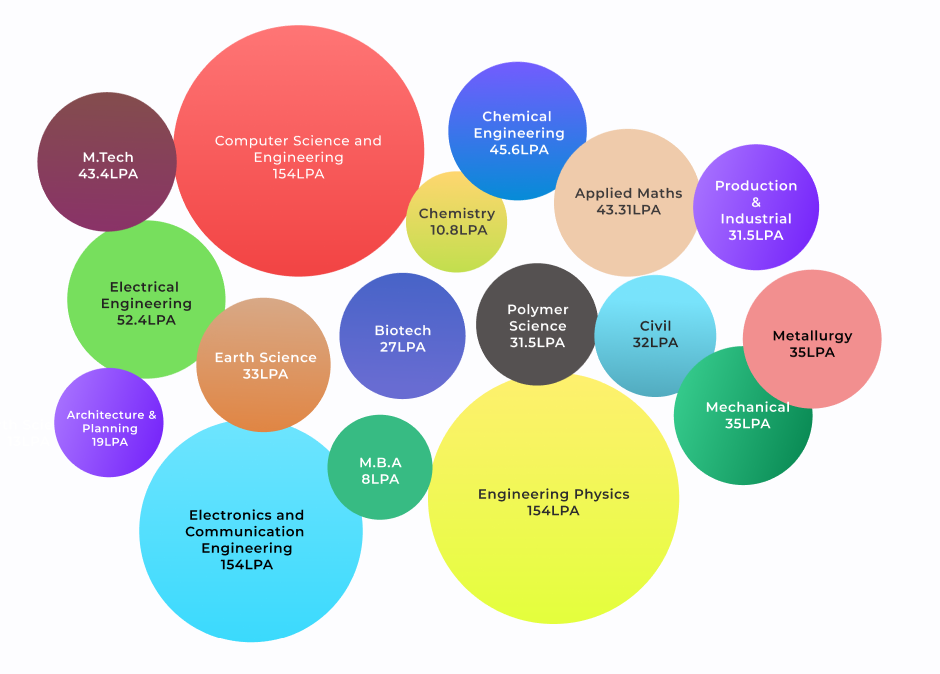 Computer Science and
Engineering
154LPA
Chemical
Engineering
45.6LPA
M.Tech
43.4LPA
Applied Maths
43.31LPA
Production
&
Industrial
31.5LPA
Chemistry
10.8LPA
Electrical
Engineering
52.4LPA
Earth Science
33LPA
Biotech
27LPA
Polymer
Science
31.5LPA
Civil
32LPA
Metallurgy
35LPA
Mechanical
35LPA
Architecture &
Planning
19LPA
M.B.A
8LPA
Engineering Physics
154LPA
Electronics and
Communication
Engineering
154LPA